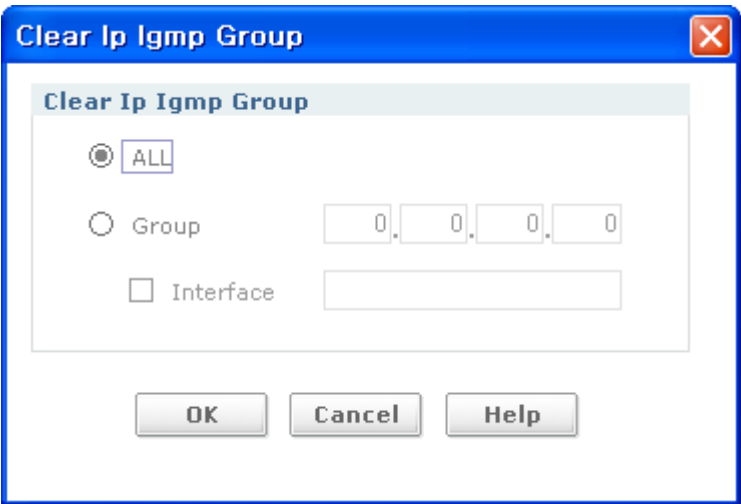 Clear Ip Igmp Group
Clear Ip Igmp Group
ALL
Group 0. 0. 0. 0
Interface
OK Cancel Help